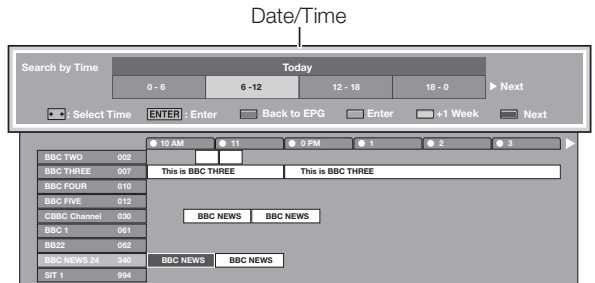 Date/Time
Search by Time Today
0 - 6 6 -12 12 - 18 18 - 0 Next
: Select Time ENTER : Enter Back to EPG Enter +1 Week Next
10 AM 11 0 PM 1 2 3
BBC TWO 002
BBC THREE 007 This is BBC THREE This is BBC THREE
BBC FOUR 010
BBC FIVE 012
CBBC Channel 030 BBC NEWS BBC NEWS
BBC 1 061
BB22 062
BBC NEWS 24 340 BBC NEWS BBC NEWS
SIT 1 994